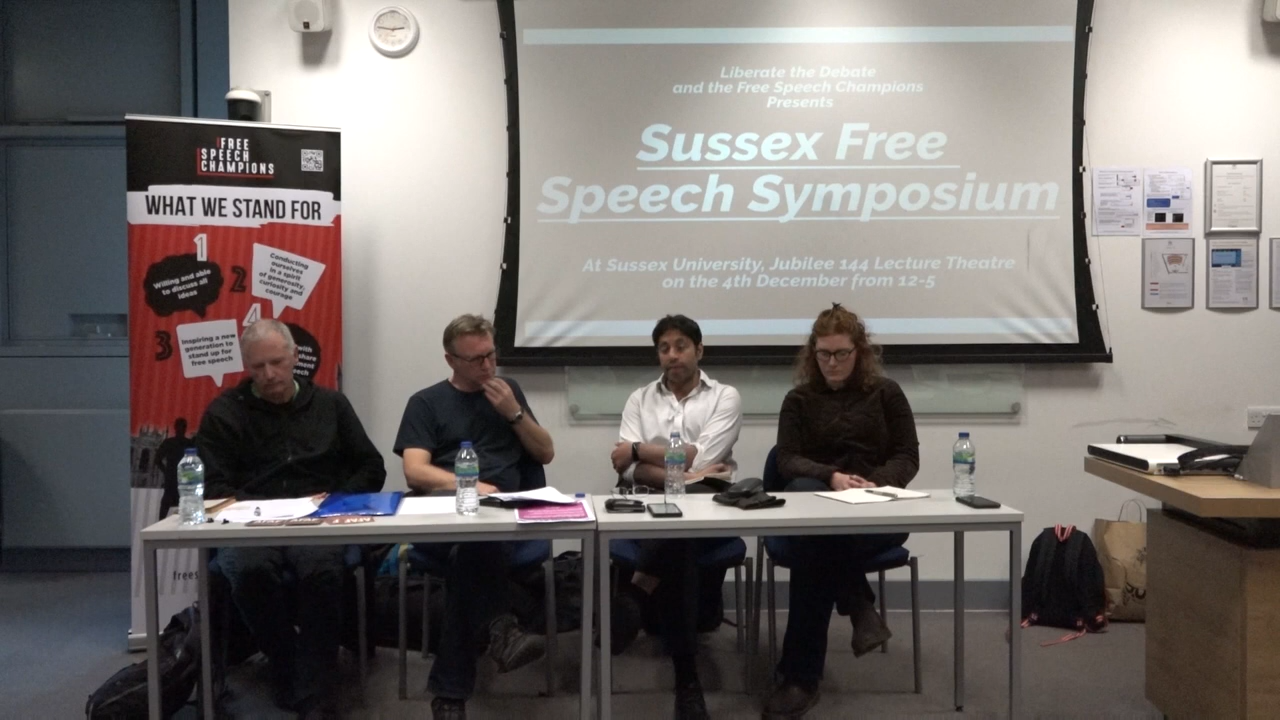 Liberate the Debate
and the Free Speech Champions
Presents
Sussex Free
Speech Symposium
At Sussex University, Jubilee 144 Lecture Theatre
on the 4th December from 12-5
FREE
SPEECH
CHAMPIONS
WHAT WE STAND FOR
1
Willing and able
to discuss all
ideas
2
Conducting
ourselves
in a spirit
of generosity,
curiosity and
courage
3
Inspiring a new
generation to
stand up for
free speech
4
with
share